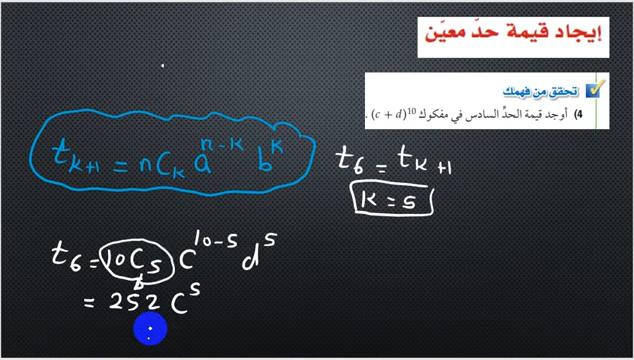 إيجاد قيمة حدّ معيّن
تحقق من فهمك
4) أوجد قيمة الحدِّ السادس في مفكوك (c + d)¹⁰ .
t_{k+1} = nC_k a^{n-k} b^k
t_6 = t_{k+1}
k = 5
t_6 = 10C_5 C^{10-5} d^5
= 252 C^5